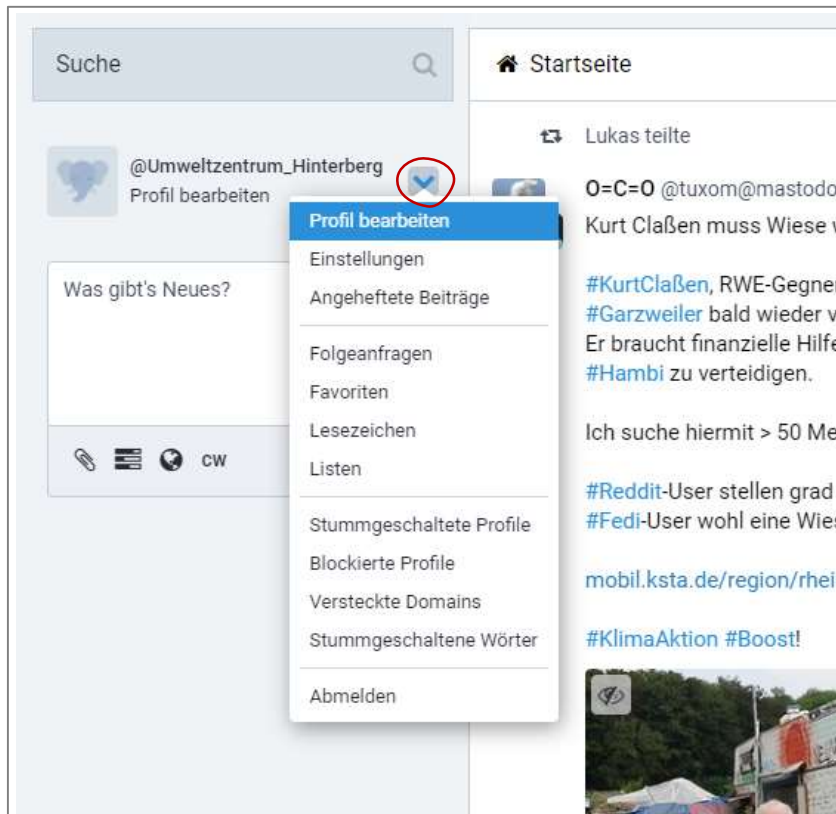 Suche
Startseite
Lukas teilte
@Umweltzentrum_Hinterberg
Profil bearbeiten
O=C=O @tuxom@mastodo
Kurt Claßen muss Wiese
Profil bearbeiten
Einstellungen
Angeheftete Beiträge
Folgeanfragen
Favoriten
Lesezeichen
Listen
Stummgeschaltete Profile
Blockierte Profile
Versteckte Domains
Stummgeschaltene Wörter
Abmelden
Was gibt's Neues?
CW
#KurtClaßen, RWE-Gegner
#Garzweiler bald wieder v
Er braucht finanzielle Hilfe
#Hambi zu verteidigen.
Ich suche hiermit > 50 Me
#Reddit-User stellen grad
#Fedi-User wohl eine Wies
mobil.ksta.de/region/rhei
#KlimaAktion #Boost!